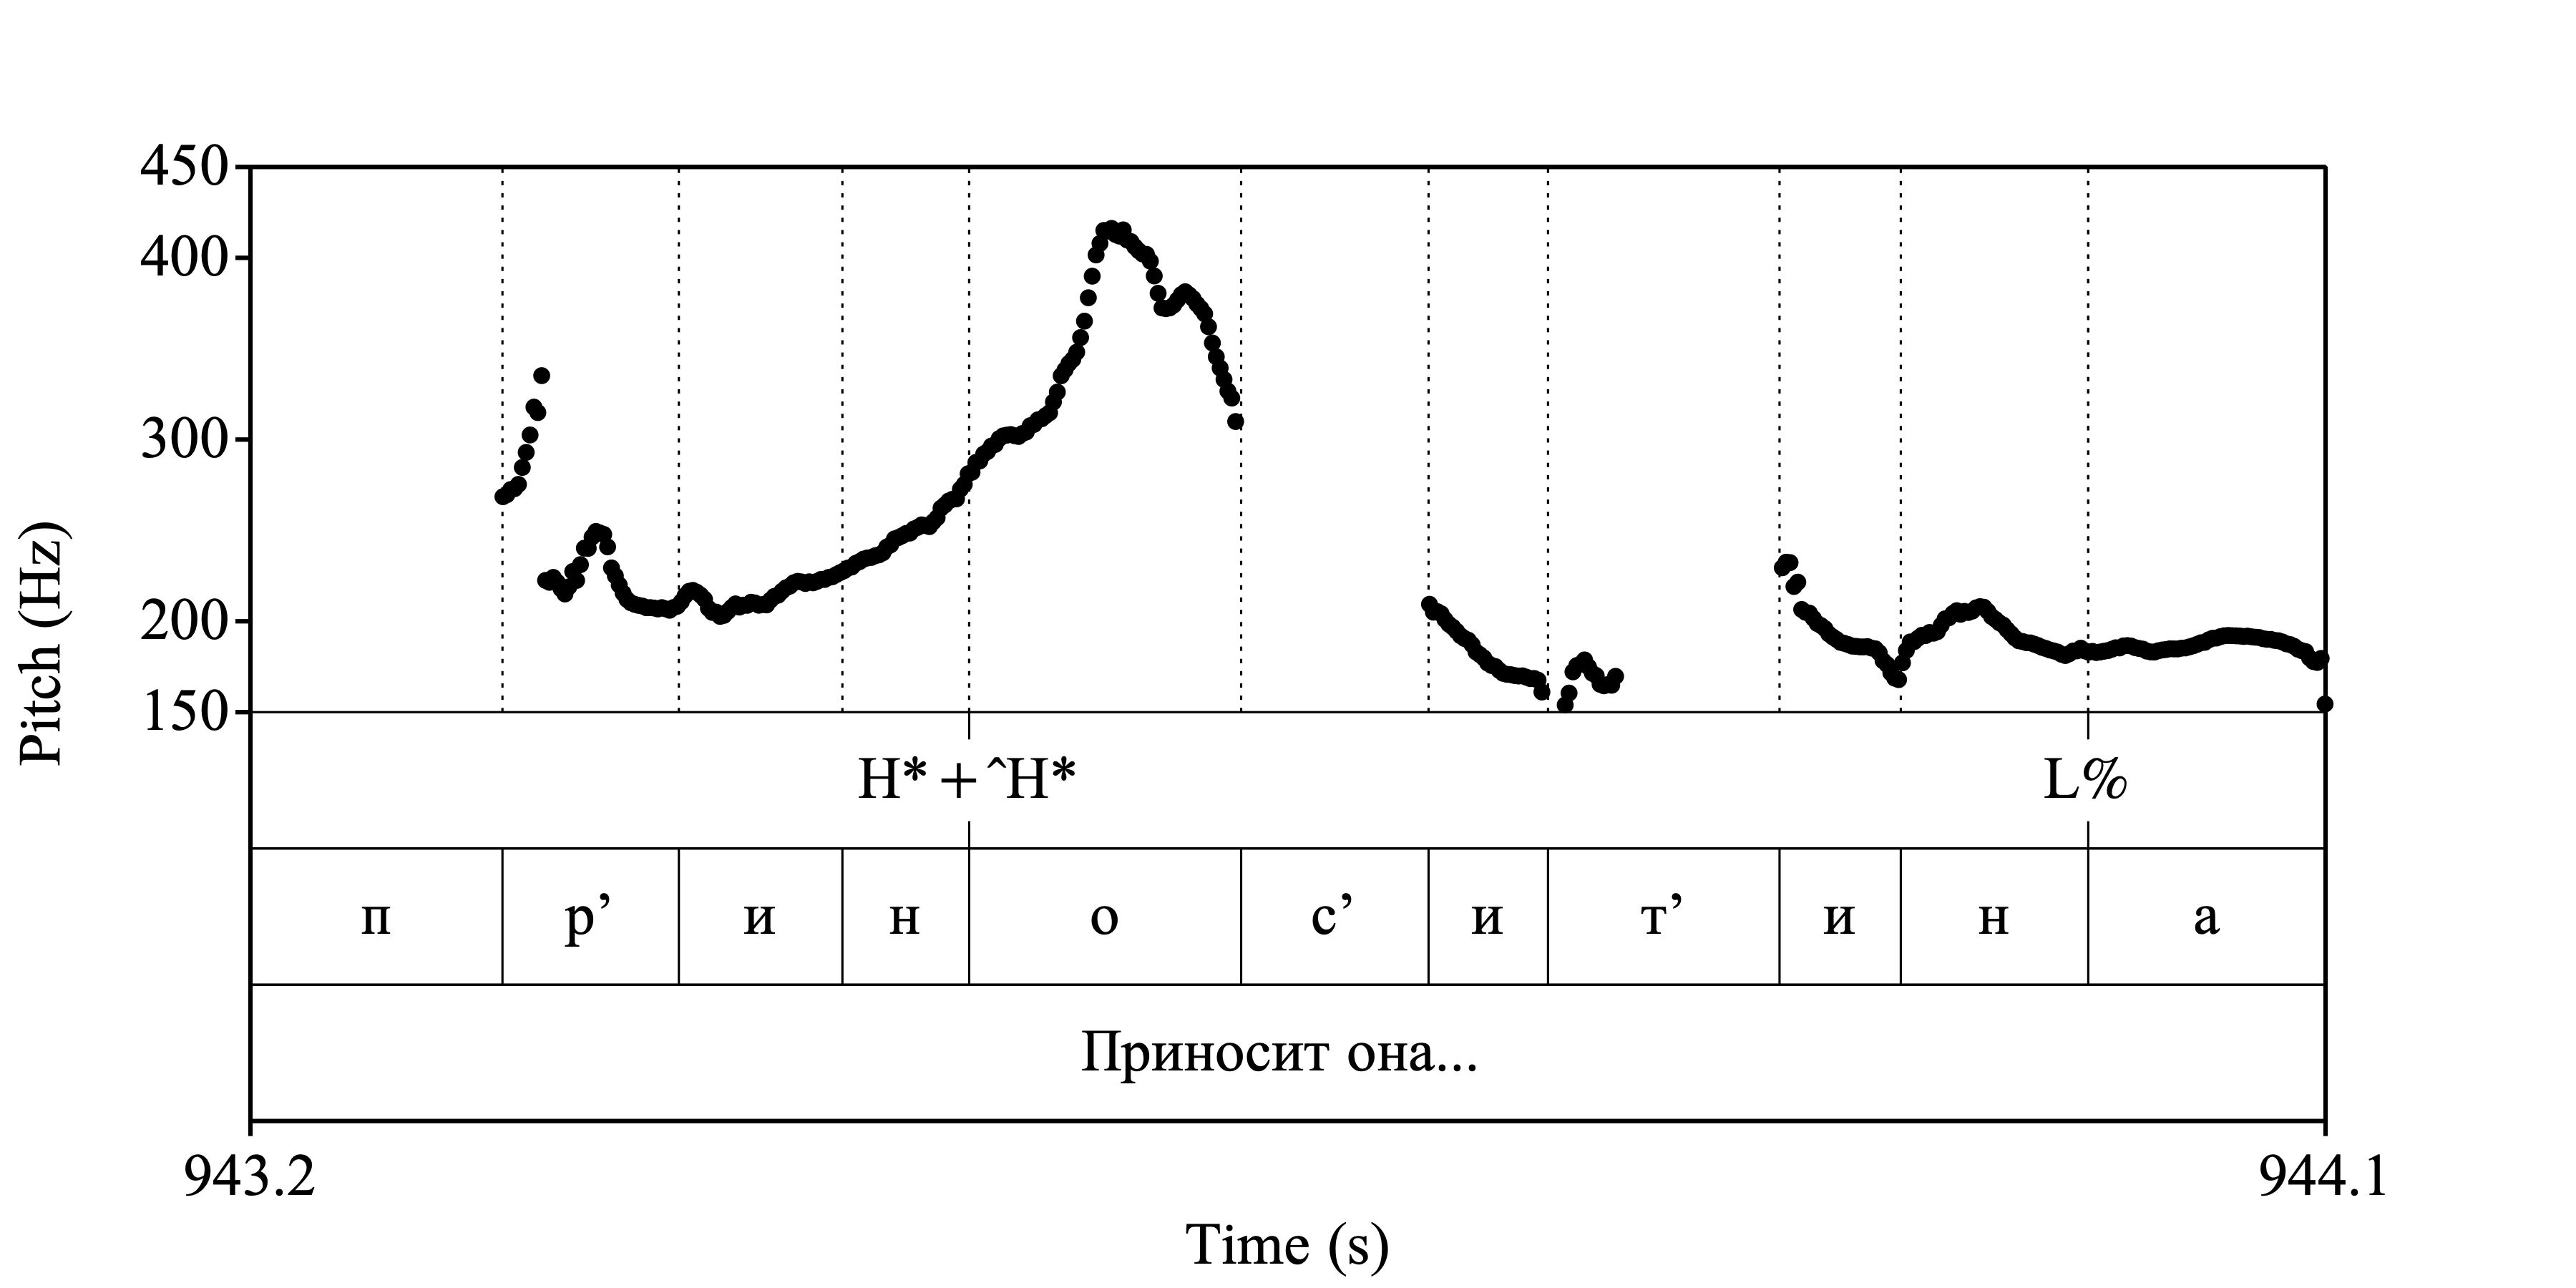 450
400
300
200
150
Pitch (Hz)
H* + ˆH* L%
п р’ и н о с’ и т’ и н а
Приносит она...
943.2 944.1
Time (s)